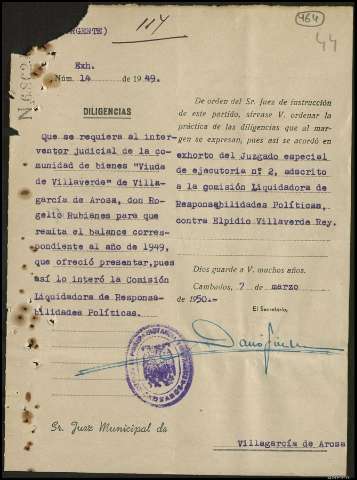 (URGENTE)
117
464
44
N.6862
Exh.
Núm. 14 de 1949.
DILIGENCIAS
Que se requiera al inter-
ventor judicial de la co-
munidad de bienes "Viuda
de Villaverde" de Villa-
garcía de Arosa, don Ro-
gelio Rubianes para que
remita el balance corres-
pondiente al año de 1949,
que ofreció presentar, pues
así lo interó la Comisión
Liquidadora de Responsa-
bilidades Políticas.
De orden del Sr. Juez de instrucción
de este partido, sírvase V. ordenar la
práctica de las diligencias que al mar-
gen se expresan, pues así se acordó en
exhorto del Juzgado especial
de ejecutoria nº 2, adscrito
a la comisión Liquidadora de
Responsabilidades Políticas,
contra Elpidio Villaverde Rey.
Dios guarde a V. muchos años.
Cambados, 7 de marzo
de 1950.-
El Secretario,
Sr. Juez Municipal de
Villagarcía de Arosa